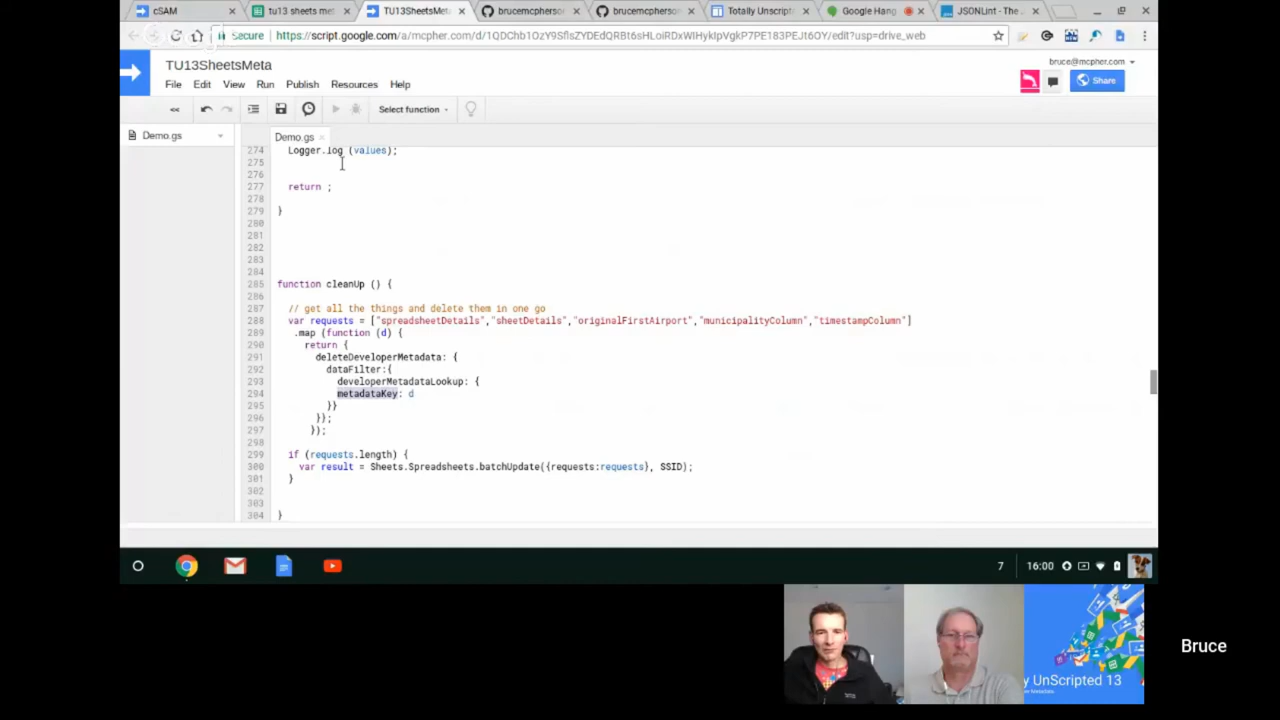 cSAM
tu13 sheets met
TU13SheetsMeta
brucemcpherso
brucemcpherso
Totally Unscript
Google Hang
JSONLint - The
Secure
https://script.google.com/a/mcpher.com/d/
/edit?usp=drive_web
TU13SheetsMeta
bruce@mcpher.com
File Edit View Run Publish Resources Help
Share
Select function
Demo.gs
Demo.gs
274 Logger.log (values);
275
276
277 return ;
278
279 }
280
281
282
283
284
285 function cleanUp () {
286
287 // get all the things and delete them in one go
288 var requests = ["spreadsheetDetails","sheetDetails","originalFirstAirport","municipalityColumn","timestampColumn"]
289 .map (function (d) {
290 return {
291 deleteDeveloperMetadata: {
292 dataFilter:{
293 developerMetadataLookup: {
294 metadataKey: d
295 }}
296 }};
297 });
298
299 if (requests.length) {
300 var result = Sheets.Spreadsheets.batchUpdate({requests:requests}, SSID);
301 }
302
303
304 }
7
16:00
Bruce
y UnScripted 13